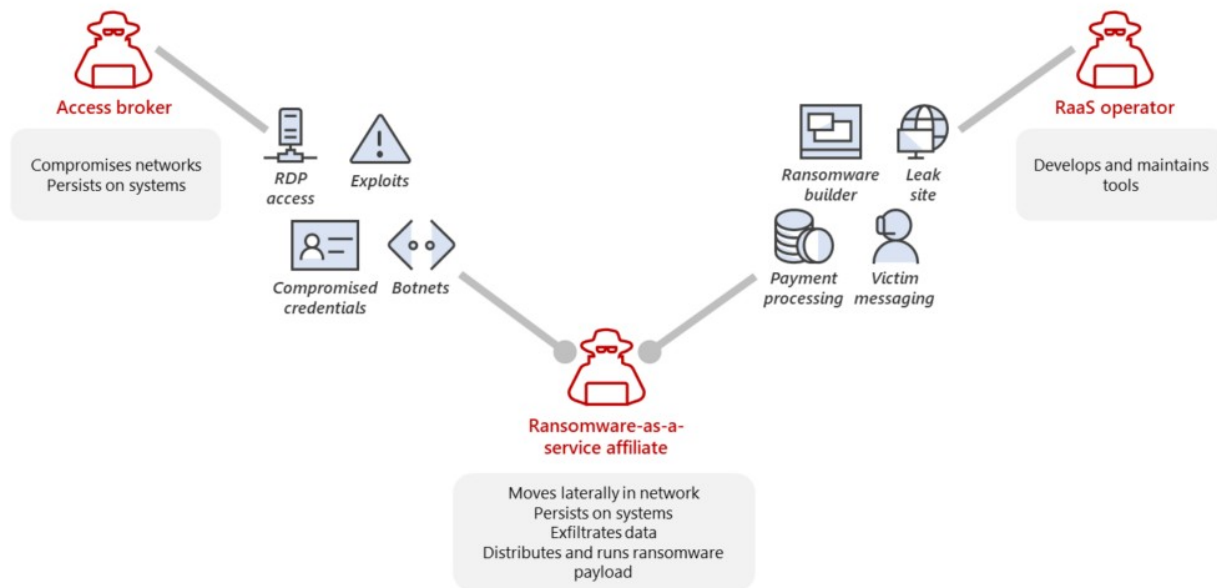 Access broker
Compromises networks
Persists on systems
RDP
access
Exploits
Compromised
credentials
Botnets
Ransomware
builder
Leak
site
Payment
processing
Victim
messaging
RaaS operator
Develops and maintains
tools
Ransomware-as-a-
service affiliate
Moves laterally in network
Persists on systems
Exfiltrates data
Distributes and runs ransomware
payload